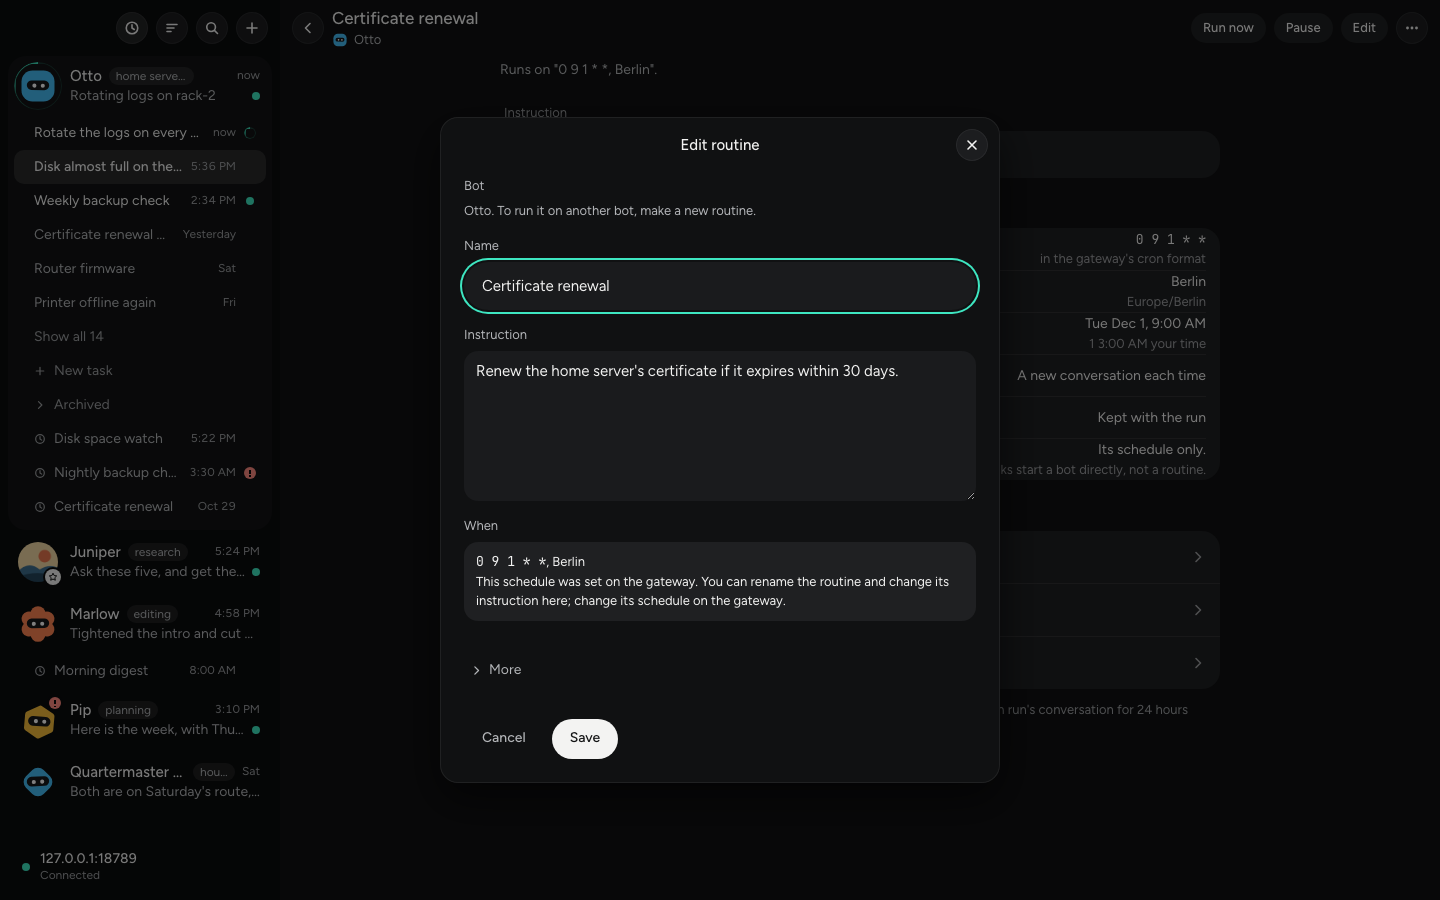 Otto
home serve...
now
Rotating logs on rack-2
Rotate the logs on every ...
now
Disk almost full on the...
5:36 PM
Weekly backup check
2:34 PM
Certificate renewal ...
Yesterday
Router firmware
Sat
Printer offline again
Fri
Show all 14
New task
Archived
Disk space watch
5:22 PM
Nightly backup ch...
3:30 AM
Certificate renewal
Oct 29
Juniper
research
5:24 PM
Ask these five, and get the...
Marlow
editing
4:58 PM
Tightened the intro and cut ...
Morning digest
8:00 AM
Pip
planning
3:10 PM
Here is the week, with Thu...
Quartermaster ...
hou...
Sat
Both are on Saturday's route,...
127.0.0.1:18789
Connected
Certificate renewal
Otto
Run now
Pause
Edit
Runs on "0 9 1 * *, Berlin".
Instruction
0 9 1 * *
in the gateway's cron format
Berlin
Europe/Berlin
Tue Dec 1, 9:00 AM
1 3:00 AM your time
A new conversation each time
Kept with the run
Its schedule only.
ks start a bot directly, not a routine.
run's conversation for 24 hours
Edit routine
Bot
Otto. To run it on another bot, make a new routine.
Name
Certificate renewal
Instruction
Renew the home server's certificate if it expires within 30 days.
When
0 9 1 * *, Berlin
This schedule was set on the gateway. You can rename the routine and change its
instruction here; change its schedule on the gateway.
More
Cancel
Save